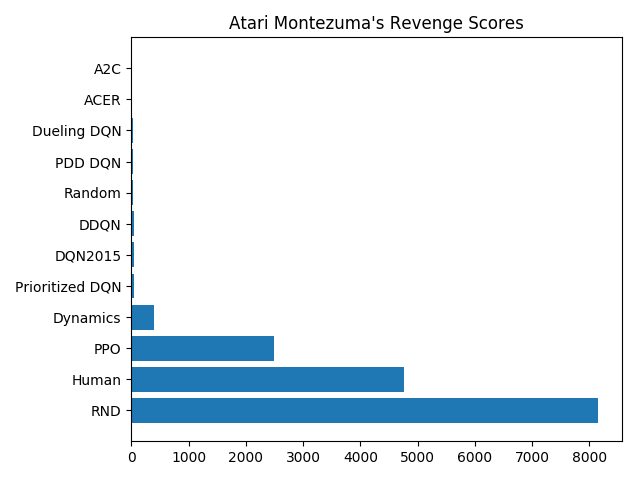 Atari Montezuma's Revenge Scores
A2C
ACER
Dueling DQN
PDD DQN
Random
DDQN
DQN2015
Prioritized DQN
Dynamics
PPO
Human
RND
0 1000 2000 3000 4000 5000 6000 7000 8000